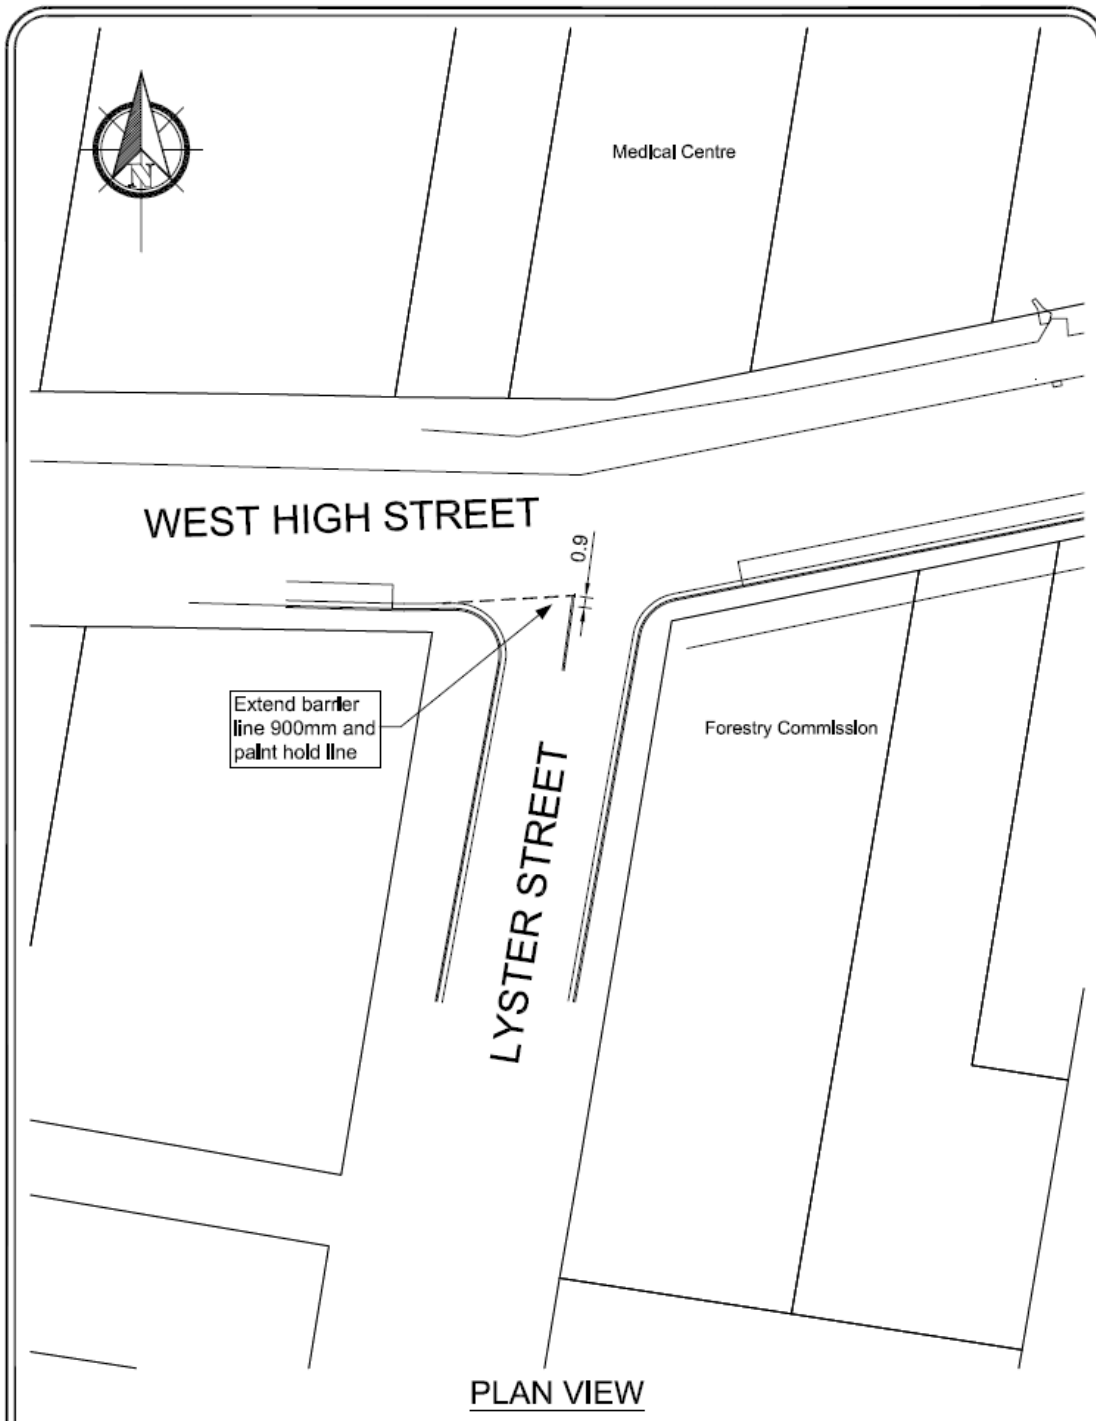 N
Medical Centre
WEST HIGH STREET
0.9
Extend barrier
line 900mm and
paint hold line
Forestry Commission
LYSTER STREET
PLAN VIEW